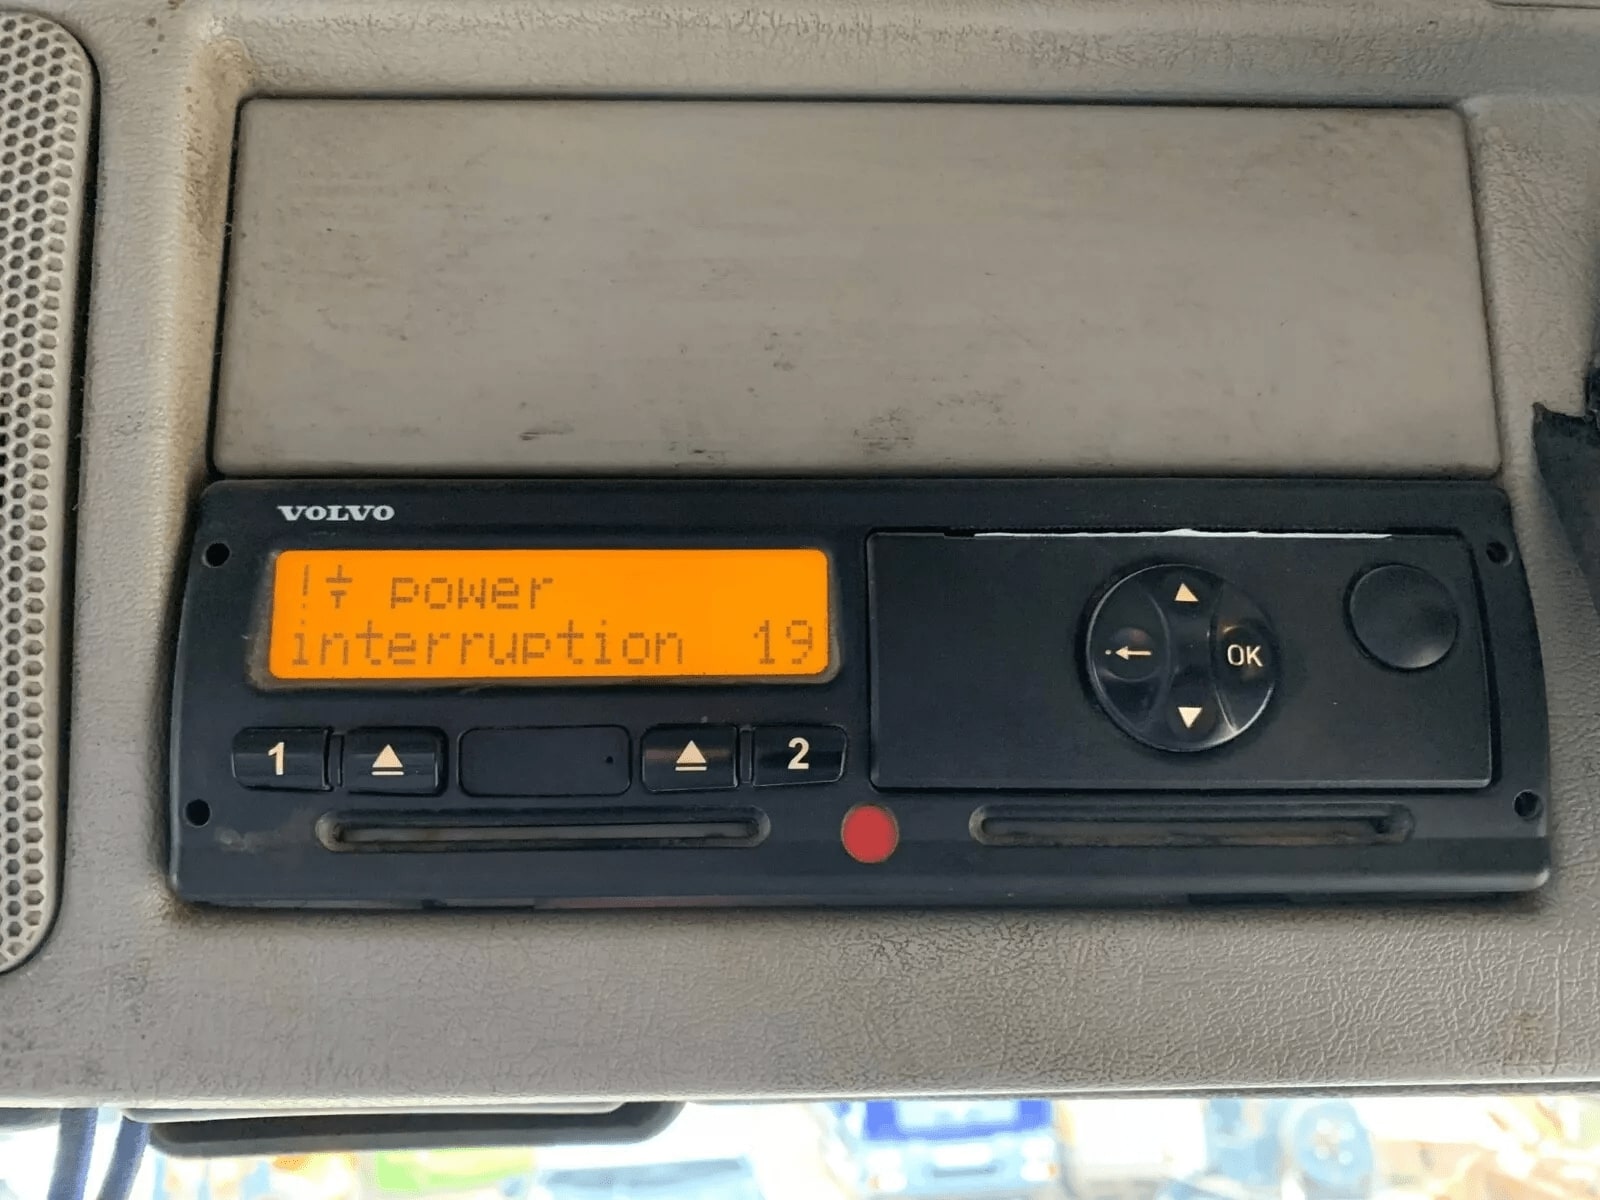 VOLVO
!⏚ power
interruption 19
1
2
OK